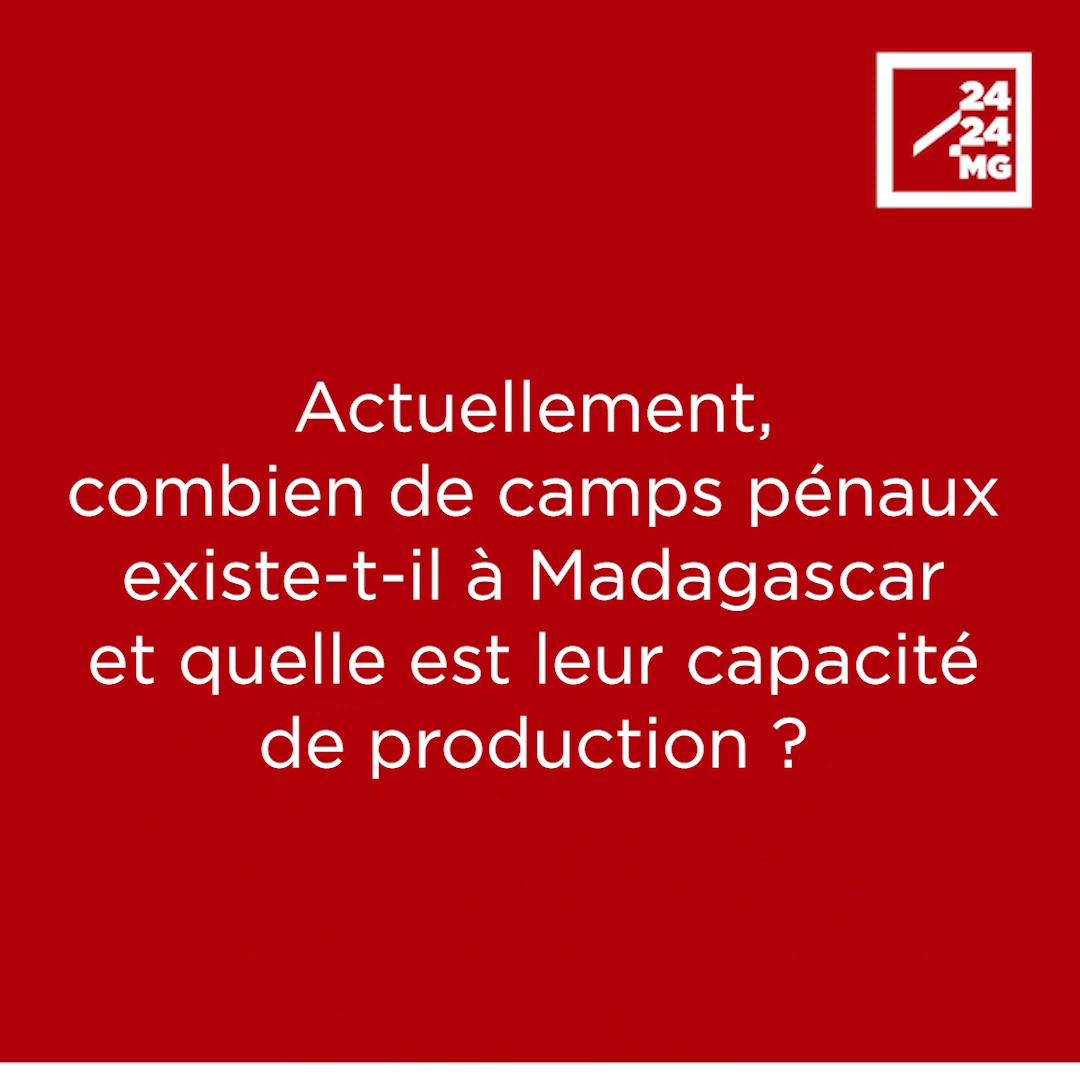 24
24
MG
Actuellement,
combien de camps pénaux
existe-t-il à Madagascar
et quelle est leur capacité
de production ?